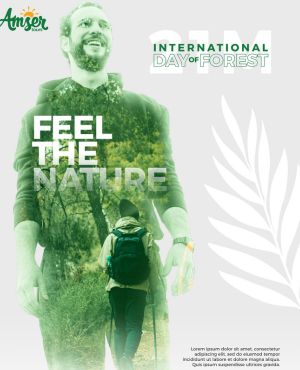 Amser
tours
21M
INTERNATIONAL
DAY OF FOREST
FEEL
THE
NATURE
Lorem ipsum dolor sit amet, consectetur
adipiscing elit, sed do eiusmod tempor
incididunt ut labore et dolore magna aliqua.
Quis ipsum suspendisse ultrices gravida.